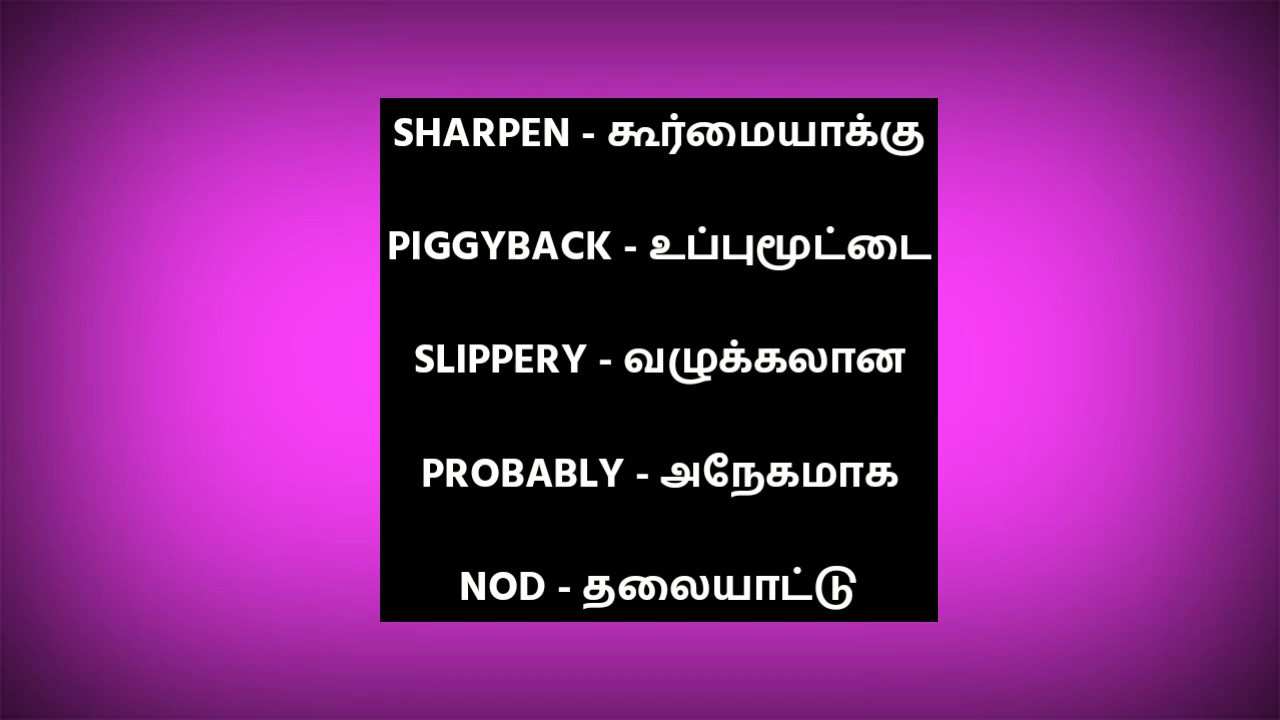 SHARPEN - கூர்மையாக்கு
PIGGYBACK - உப்புமூட்டை
SLIPPERY - வழுக்கலான
PROBABLY - அநேகமாக
NOD - தலையாட்டு